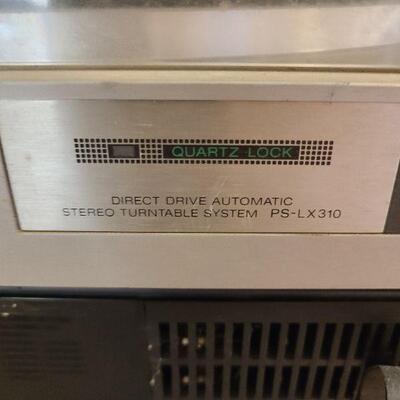 QUARTZ LOCK
DIRECT DRIVE AUTOMATIC
STEREO TURNTABLE SYSTEM PS-LX310